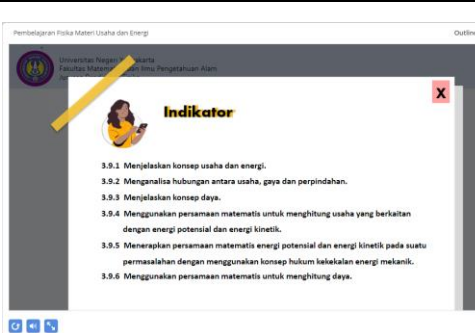 Pembelajaran Fisika Materi Usaha dan Energi
Outline
Universitas Negeri
Fakultas
Ilmu Pengetahuan Alam
X
Indikator
3.9.1 Menjelaskan konsep usaha dan energi.
3.9.2 Menganalisa hubungan antara usaha, gaya dan perpindahan.
3.9.3 Menjelaskan konsep daya.
3.9.4 Menggunakan persamaan matematis untuk menghitung usaha yang berkaitan
dengan energi potensial dan energi kinetik.
3.9.5 Menerapkan persamaan matematis energi potensial dan energi kinetik pada suatu
permasalahan dengan menggunakan konsep hukum kekekalan energi mekanik.
3.9.6 Menggunakan persamaan matematis untuk menghitung daya.